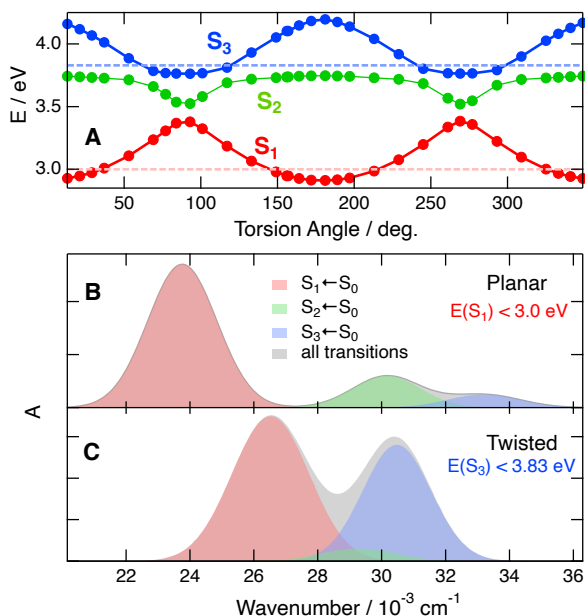 4.0
3.5
3.0
E / eV
S₃
S₂
S₁
A
50
100
150
200
250
300
Torsion Angle / deg.
B
S₁←S₀
S₂←S₀
S₃←S₀
all transitions
Planar
E(S₁) < 3.0 eV
A
C
Twisted
E(S₃) < 3.83 eV
22
24
26
28
30
32
34
36
Wavenumber / 10⁻³ cm⁻¹